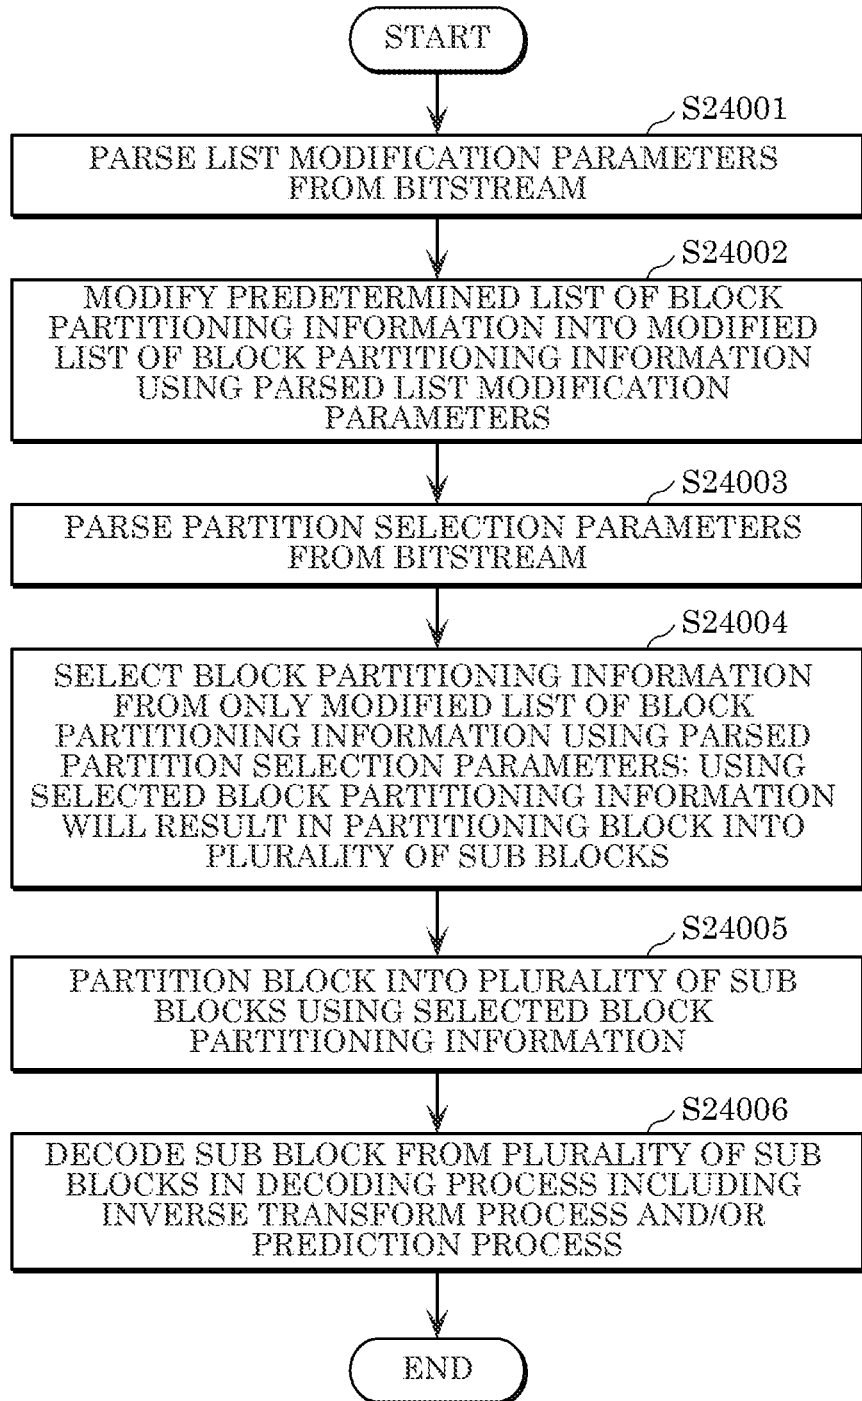 START
S24001
PARSE LIST MODIFICATION PARAMETERS
FROM BITSTREAM
S24002
MODIFY PREDETERMINED LIST OF BLOCK
PARTITIONING INFORMATION INTO MODIFIED
LIST OF BLOCK PARTITIONING INFORMATION
USING PARSED LIST MODIFICATION
PARAMETERS
S24003
PARSE PARTITION SELECTION PARAMETERS
FROM BITSTREAM
S24004
SELECT BLOCK PARTITIONING INFORMATION
FROM ONLY MODIFIED LIST OF BLOCK
PARTITIONING INFORMATION USING PARSED
PARTITION SELECTION PARAMETERS; USING
SELECTED BLOCK PARTITIONING INFORMATION
WILL RESULT IN PARTITIONING BLOCK INTO
PLURALITY OF SUB BLOCKS
S24005
PARTITION BLOCK INTO PLURALITY OF SUB
BLOCKS USING SELECTED BLOCK
PARTITIONING INFORMATION
S24006
DECODE SUB BLOCK FROM PLURALITY OF SUB
BLOCKS IN DECODING PROCESS INCLUDING
INVERSE TRANSFORM PROCESS AND/OR
PREDICTION PROCESS
END